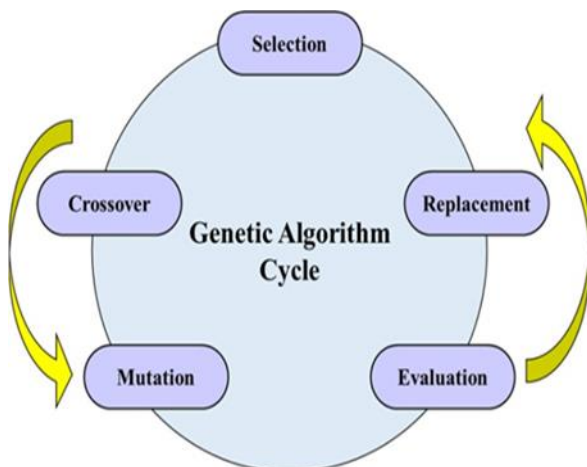 Selection
Crossover
Replacement
Genetic Algorithm
Cycle
Mutation
Evaluation